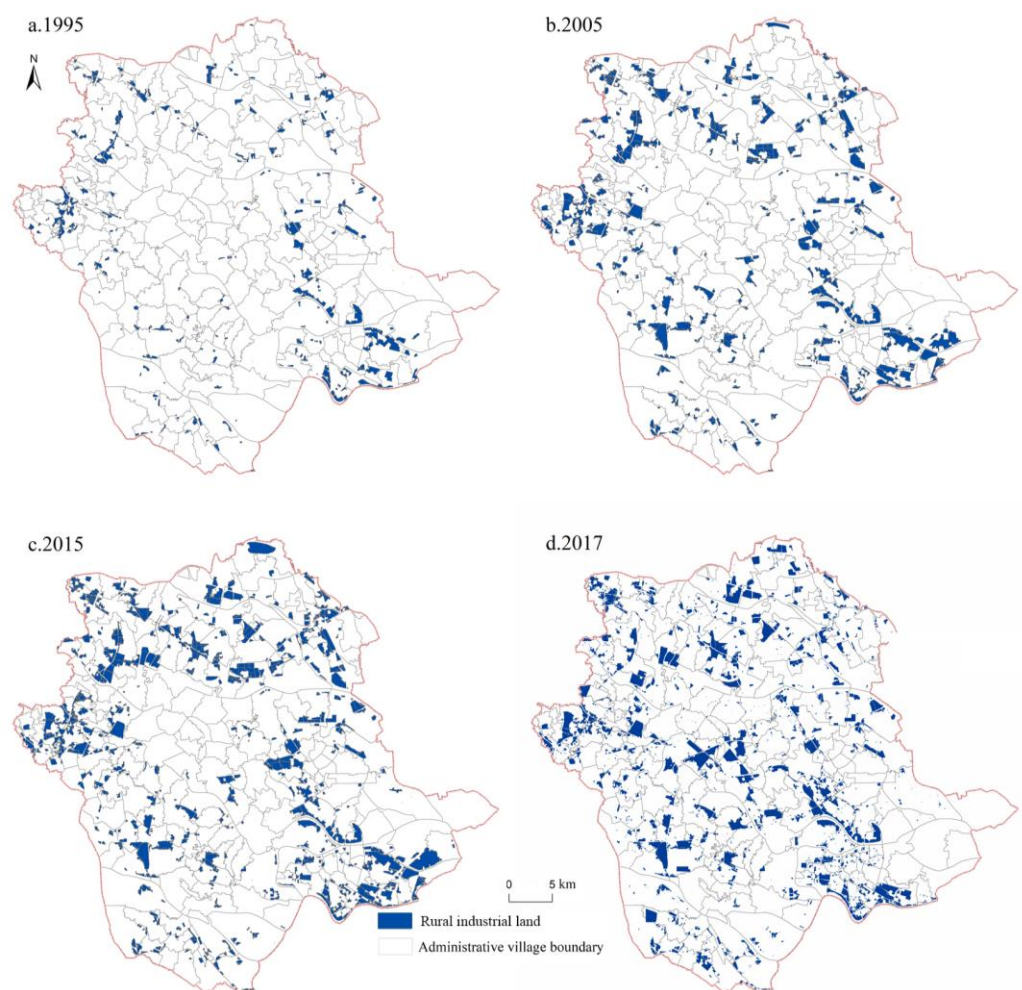 a.1995
b.2005
N
c.2015
d.2017
0 5 km
Rural industrial land
Administrative village boundary